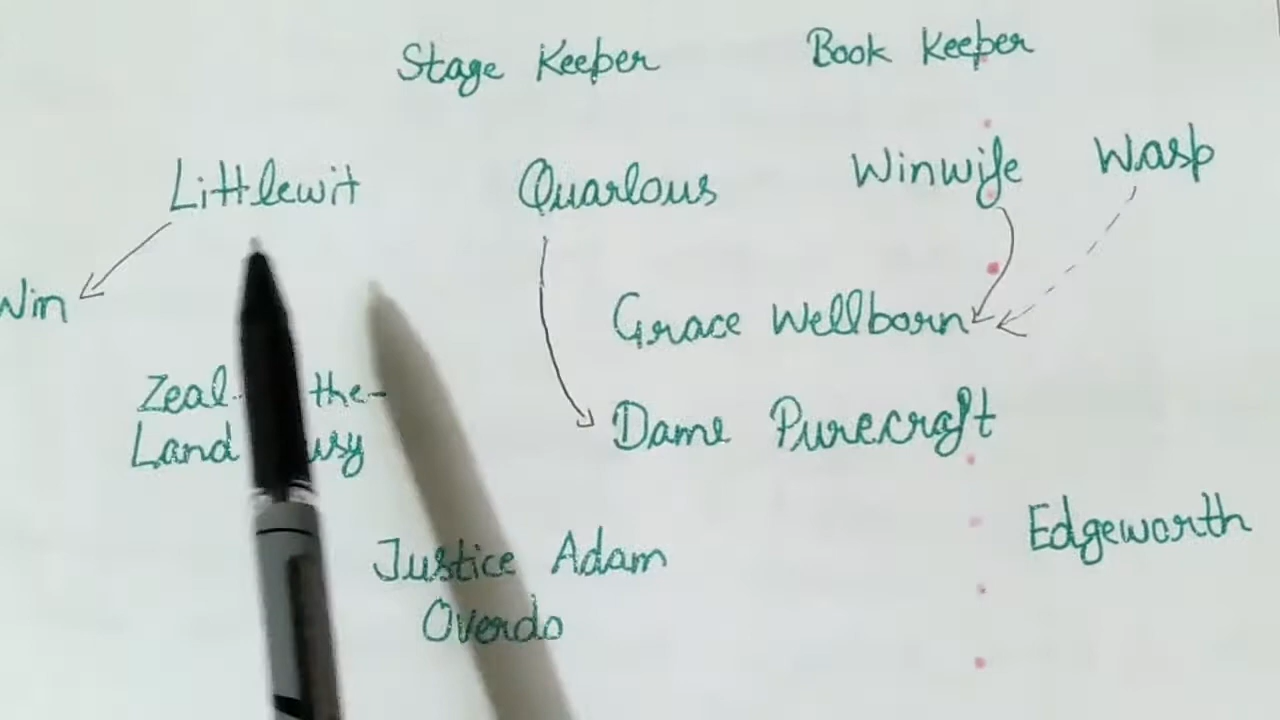 Stage Keeper Book Keeper
Littlewit Quarlous Winwife Wasp
Win
Grace Wellborn
Zeal the-
Dame Purecraft
Land
Edgeworth
Justice Adam
Overdo